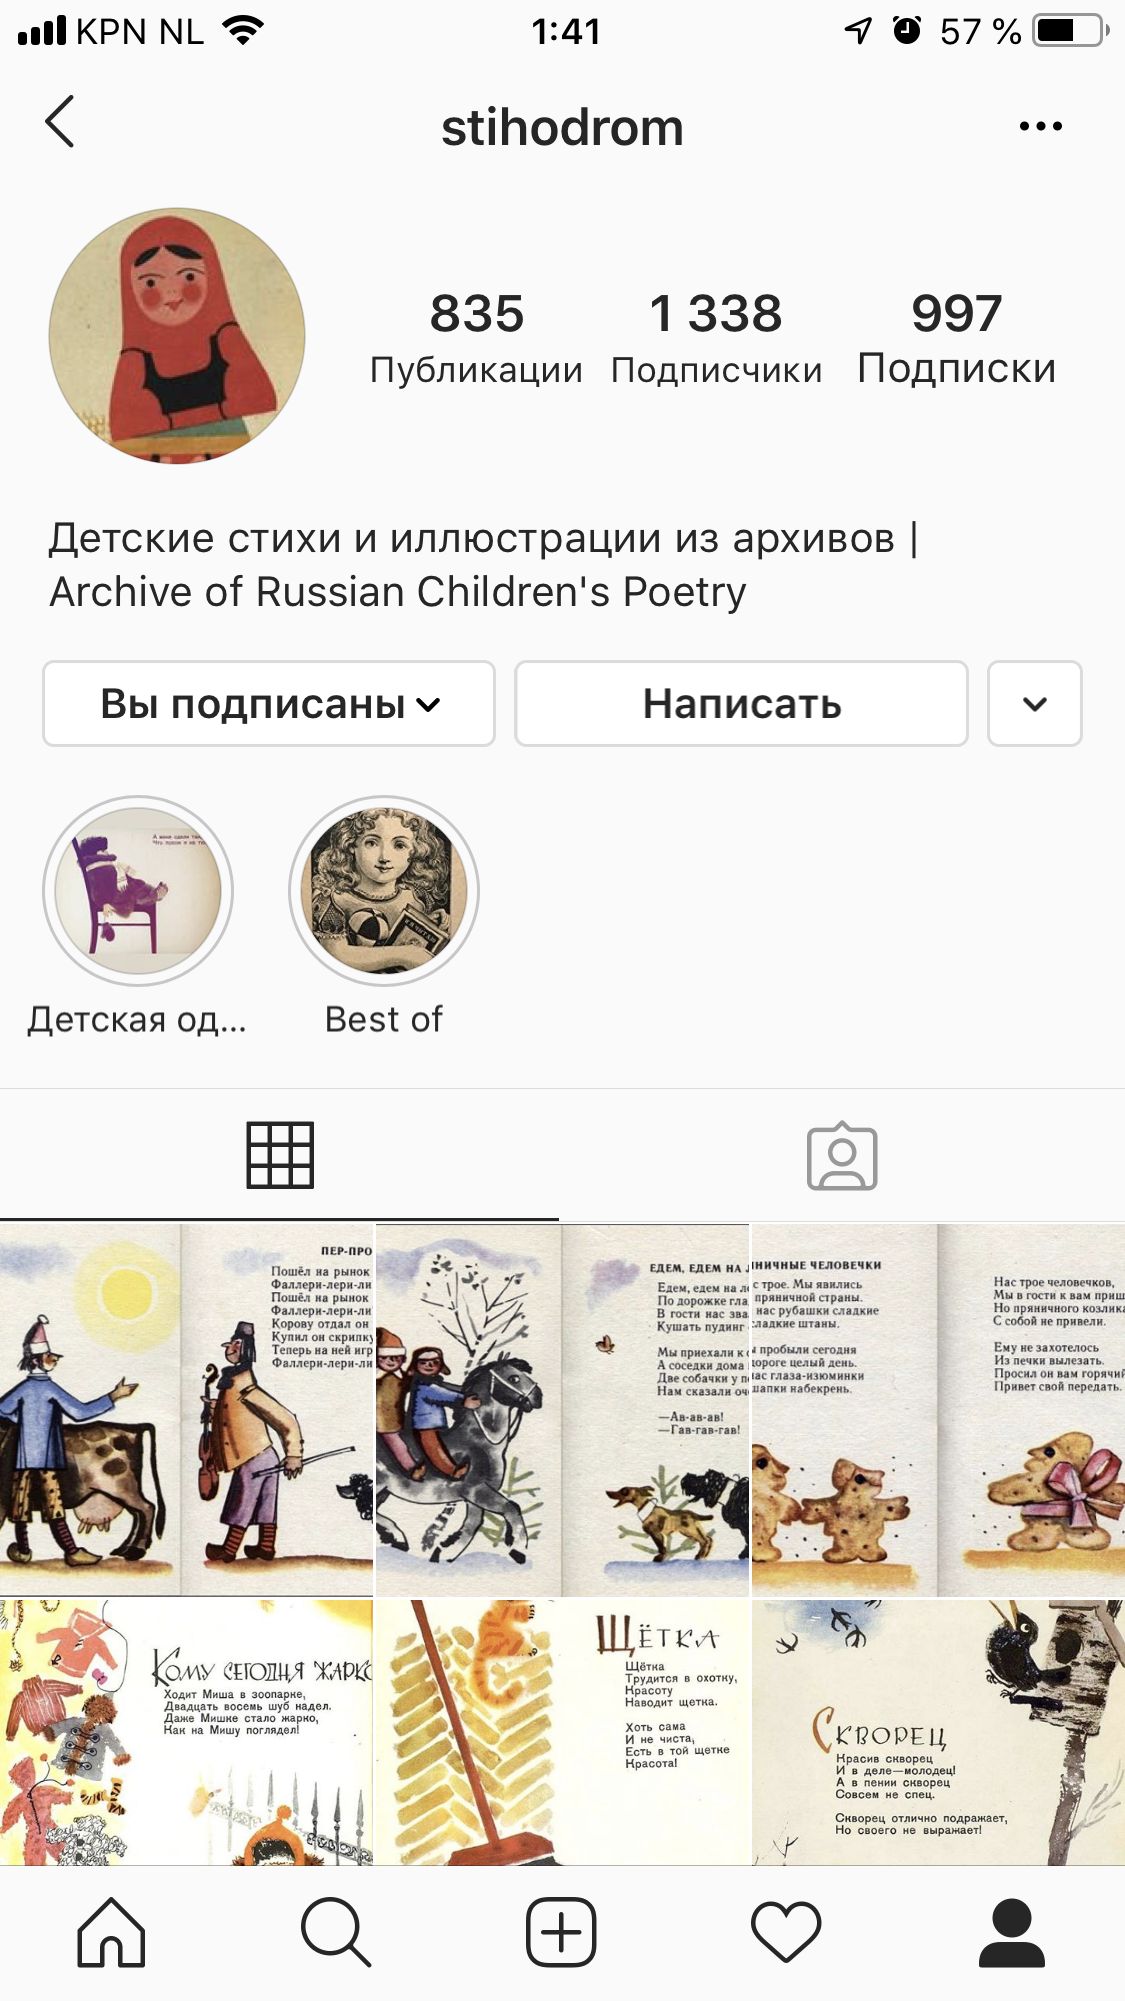 KPN NL 1:41 57 %
stihodrom
835 1 338 997
Публикации Подписчики Подписки
Детские стихи и иллюстрации из архивов |
Archive of Russian Children's Poetry
Вы подписаны Написать
А меня одели так,
Детская од... Best of
ПЕР-ПРО
Пошёл на рынок
Фаллери-лери-ли
Пошёл на рынок
Фаллери-лери-ли
Корову отдал он
Купил он скрипку
Теперь на ней игр
Фаллери-лери-ли
ЕДЕМ, ЕДЕМ НА
Едем, едем на л
По дорожке гла
В гости нас зва
Кушать пудинг
Мы приехали к
А соседки дома
Две собачки у
Нам сказали оч
—Ав-ав-ав!
—Гав-гав-гав!
НИЧНЫЕ ЧЕЛОВЕЧКИ
с трое. Мы явились
пряничной страны.
нас рубашки сладкие
сладкие штаны.
пробыли сегодня
дороге целый день.
нас глаза-изюминки
шапки набекрень.
Нас трое человечков,
Мы в гости к вам приш
Но пряничного козлика
С собой не привели.
Ему не захотелось
Из печки вылезать.
Просил он вам горячий
Привет свой передать.
Кому сегодня жарко
Ходит Миша в зоопарке,
Двадцать восемь шуб надел.
Даже Мишке стало жарко,
Как на Мишу поглядел!
Щётка
Щётка
Трудится в охотку,
Красоту
Наводит щетка.
Хоть сама
И не чиста,
Есть в той щетке
Красота!
Скворец
Красив скворец
И в деле—молодец!
А в пении скворец
Совсем не спец.
Скворец отлично подражает,
Но своего не выражает!